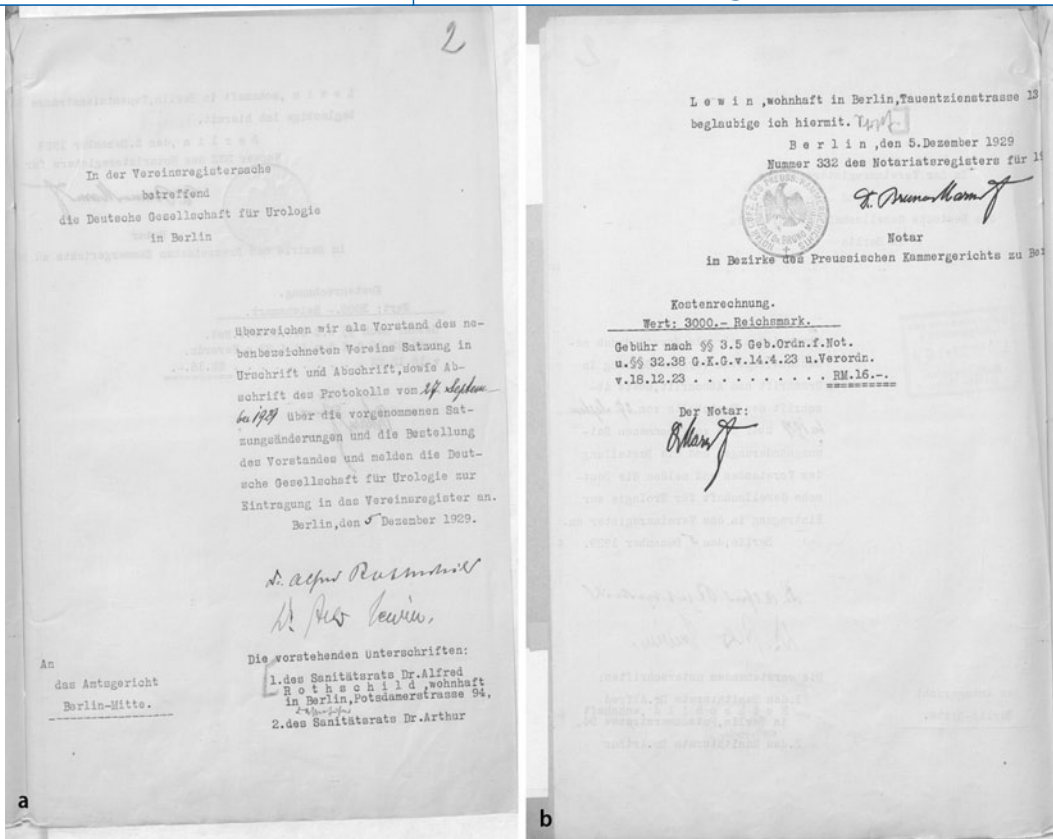 2
In der Vereinsregistersache
betreffend
die Deutsche Gesellschaft für Urologie
in Berlin
überreichen wir als Vorstand des ne-
benbezeichneten Vereins Satzung in
Urschrift und Abschrift,sowie Ab-
schrift des Protokolls vom 27. Septem-
ber 1929 über die vorgenommenen Sat-
zungsänderungen und die Bestellung
des Vorstandes und melden die Deut-
sche Gesellschaft für Urologie zur
Eintragung in das Vereinsregister an.
Berlin,den 5 Dezember 1929.
Dr. Alfred Rothschild
Dr. Arthur Lewin.
An
das Amtsgericht
Berlin-Mitte.
Die vorstehenden Unterschriften:
1.des Sanitätsrats Dr.Alfred
R o t h s c h i l d ,wohnhaft
in Berlin,Potsdamerstrasse 94,
2.des Sanitätsrats Dr.Arthur
a
L e w i n ,wohnhaft in Berlin,Tauentzienstrasse 13
beglaubige ich hiermit.
B e r l i n ,den 5.Dezember 1929
Nummer 332 des Notariatsregisters für 1
Notar
im Bezirke des Preussischen Kammergerichts zu Be
Kostenrechnung.
Wert: 3000.- Reichsmark.
Gebühr nach §§ 3.5 Geb.Ordn.f.Not.
u.§§ 32.38 G.K.G.v.14.4.23 u.Verordn.
v.18.12.23 . . . . . . . . . . RM.16.-.
Der Notar:
b